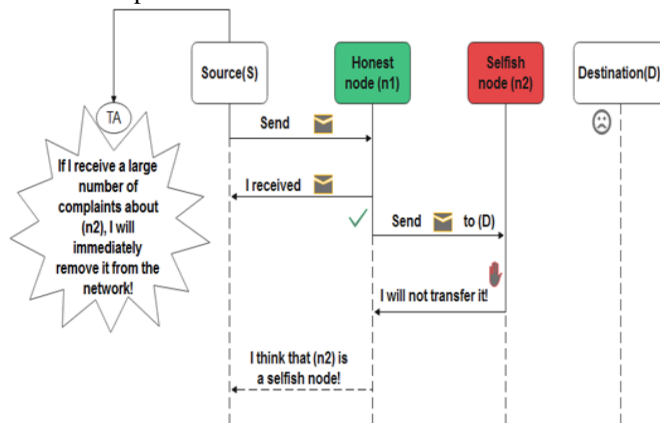 Source(S)
Honest
node (n1)
Selfish
node (n2)
Destination(D)
TA
If I receive a large
number of
complaints about
(n2), I will
immediately
remove it from the
network!
Send
I received
Send to (D)
I will not transfer it!
I think that (n2) is
a selfish node!